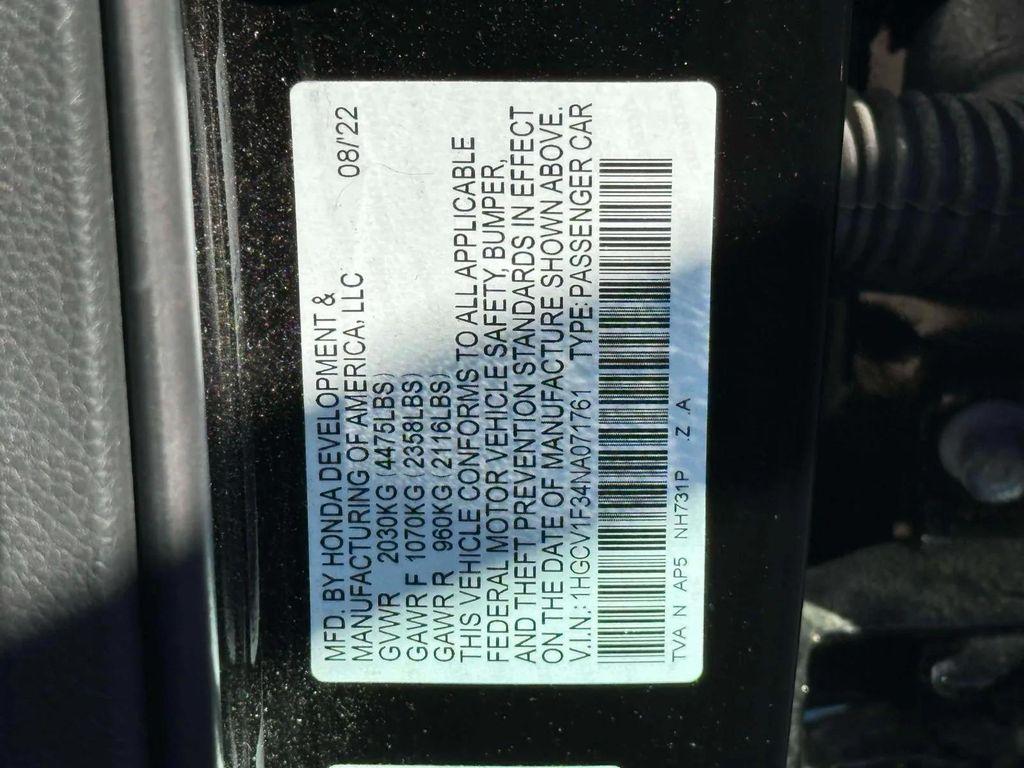 MFD. BY HONDA DEVELOPMENT &
MANUFACTURING OF AMERICA, LLC 08/'22
GVWR 2030KG (4475LBS)
GAWR F 1070KG (2358LBS)
GAWR R 960KG (2116LBS)
THIS VEHICLE CONFORMS TO ALL APPLICABLE
FEDERAL MOTOR VEHICLE SAFETY, BUMPER,
AND THEFT PREVENTION STANDARDS IN EFFECT
ON THE DATE OF MANUFACTURE SHOWN ABOVE.
V.I.N.: 1HGCV1F34NA071761 TYPE: PASSENGER CAR
TVA N AP5 NH731P .Z.A